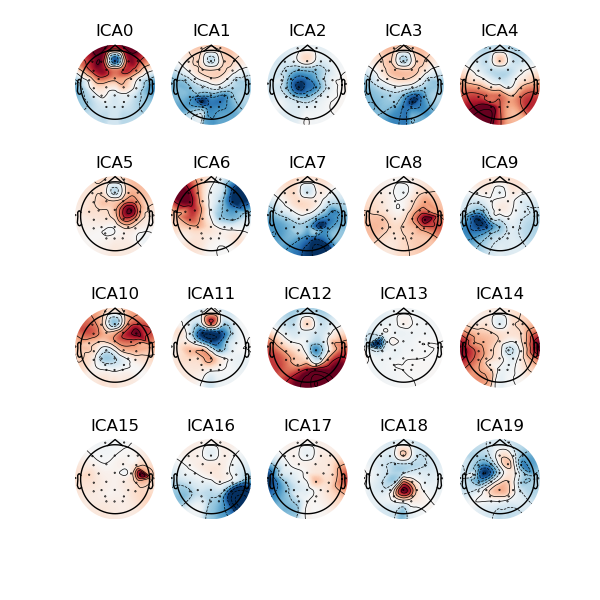 ICA0 ICA1 ICA2 ICA3 ICA4
ICA5 ICA6 ICA7 ICA8 ICA9
ICA10 ICA11 ICA12 ICA13 ICA14
ICA15 ICA16 ICA17 ICA18 ICA19